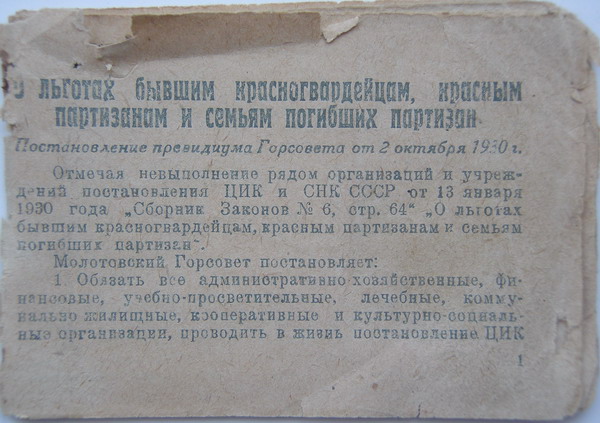 О льготах бывшим красногвардейцам, красным
партизанам и семьям погибших партизан
Постановление президиума Горсовета от 2 октября 1930 г.
Отмечая невыполнение рядом организаций и учреж-
дений постановления ЦИК и СНК СССР от 13 января
1930 года „Сборник Законов № 6, стр. 64“ „О льготах
бывшим красногвардейцам, красным партизанам и семьям
погибших партизан“.
Молотовский Горсовет постановляет:
1. Обязать все административно-хозяйственные, фи-
нансовые, учебно-просветительные, лечебные, комму-
нально жилищные, кооперативные и культурно-социаль-
ные организации, проводить в жизнь постановление ЦИК
1